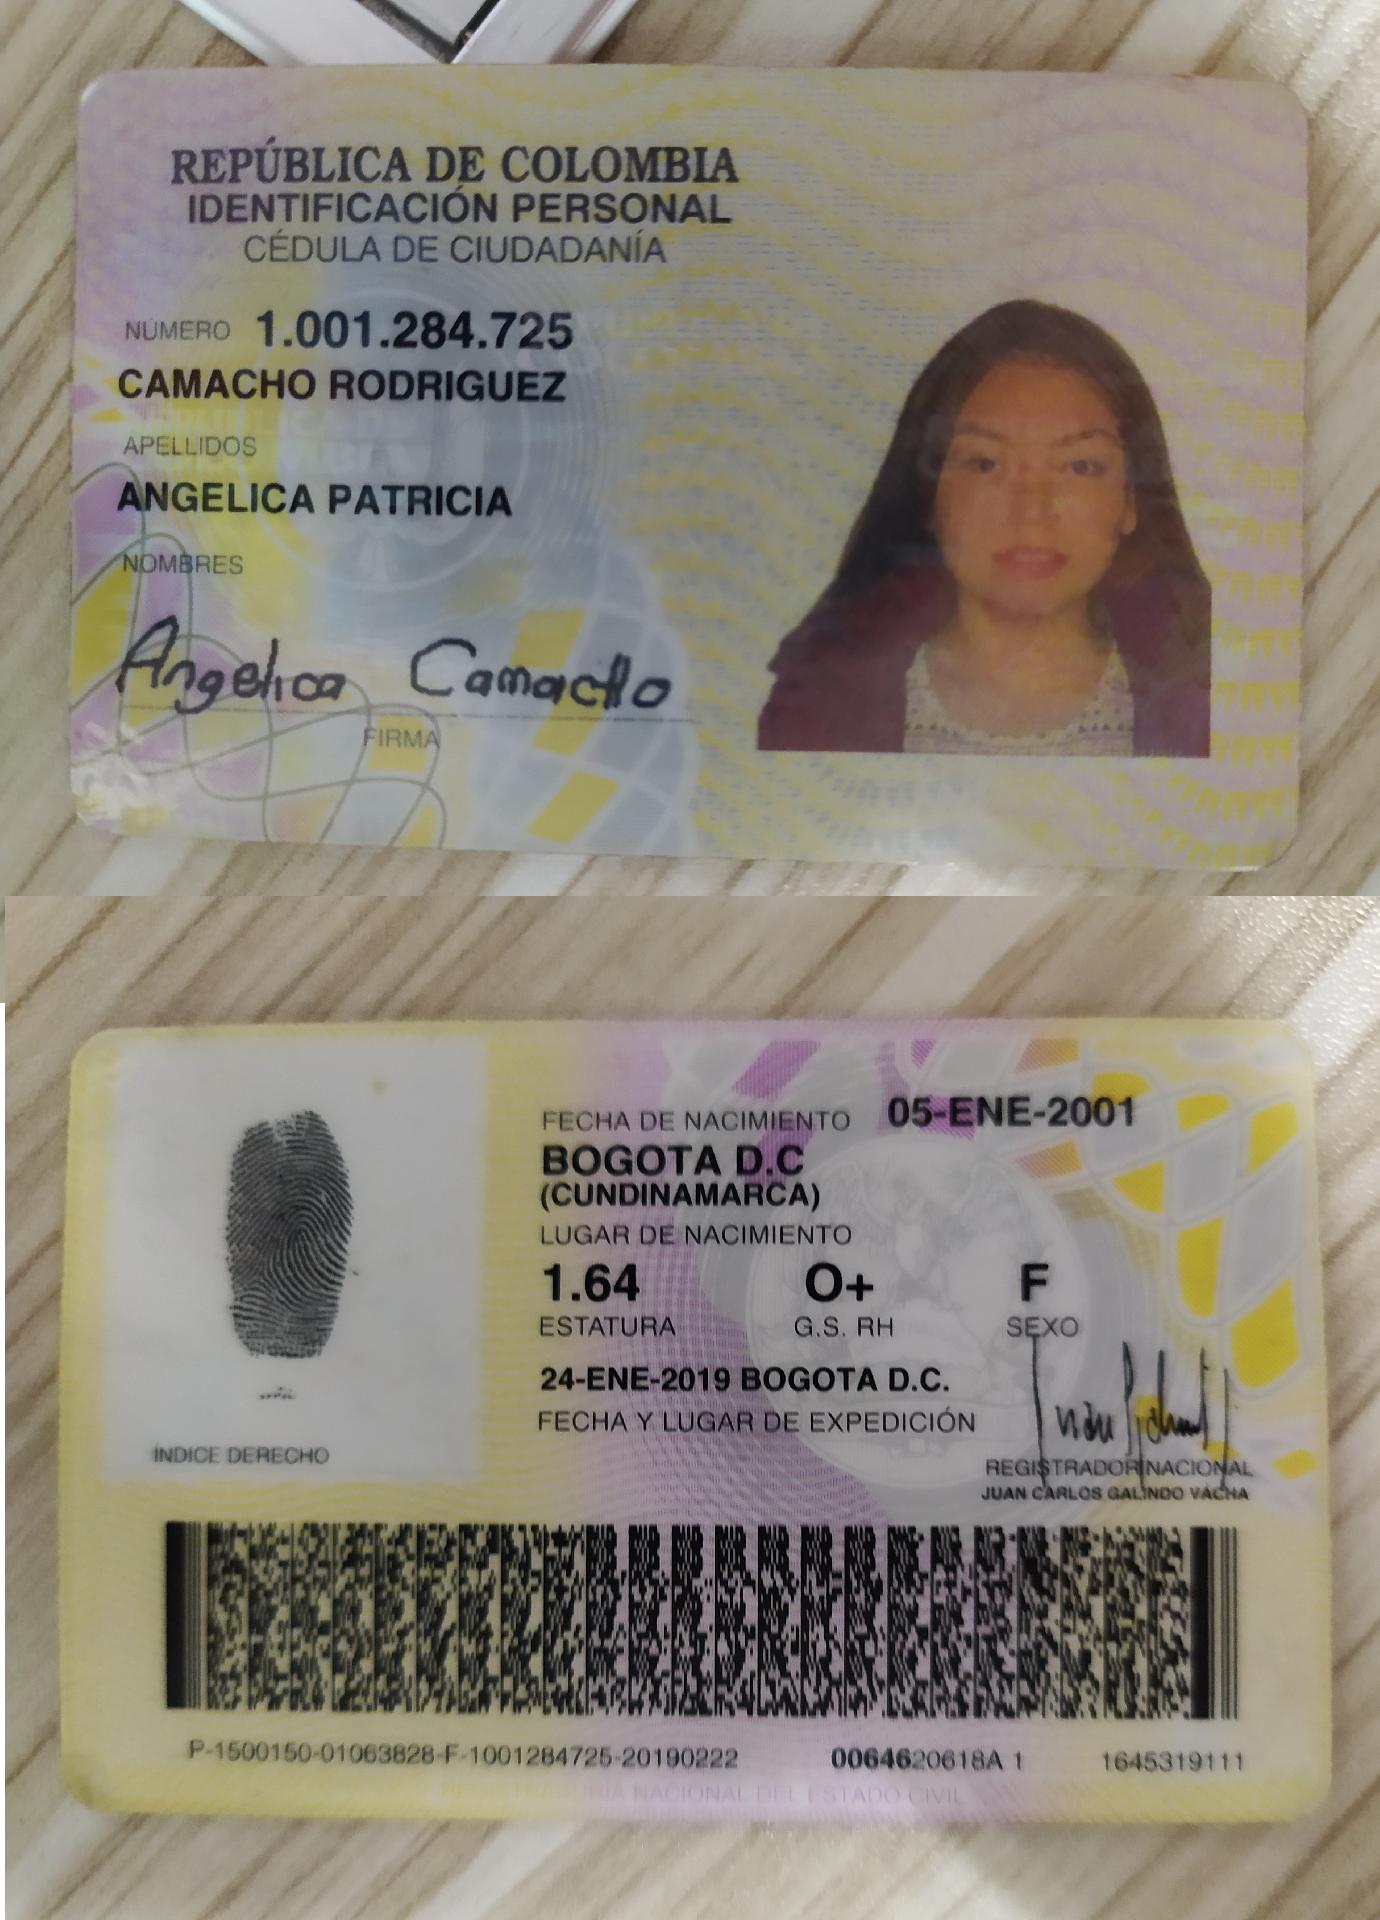 REPÚBLICA DE COLOMBIA
IDENTIFICACIÓN PERSONAL
CÉDULA DE CIUDADANÍA
NÚMERO 1.001.284.725
CAMACHO RODRIGUEZ
APELLIDOS
ANGELICA PATRICIA
NOMBRES
Angelica Camacho
FIRMA
FECHA DE NACIMIENTO 05-ENE-2001
BOGOTA D.C
(CUNDINAMARCA)
LUGAR DE NACIMIENTO
1.64 O+ F
ESTATURA G.S. RH SEXO
24-ENE-2019 BOGOTA D.C.
FECHA Y LUGAR DE EXPEDICIÓN
ÍNDICE DERECHO
REGISTRADOR NACIONAL
JUAN CARLOS GALINDO VÁCHA
P-1500150-01063828-F-1001284725-20190222 0064620618A 1 1645319111
NACIONAL DEL ESTADO CIVIL